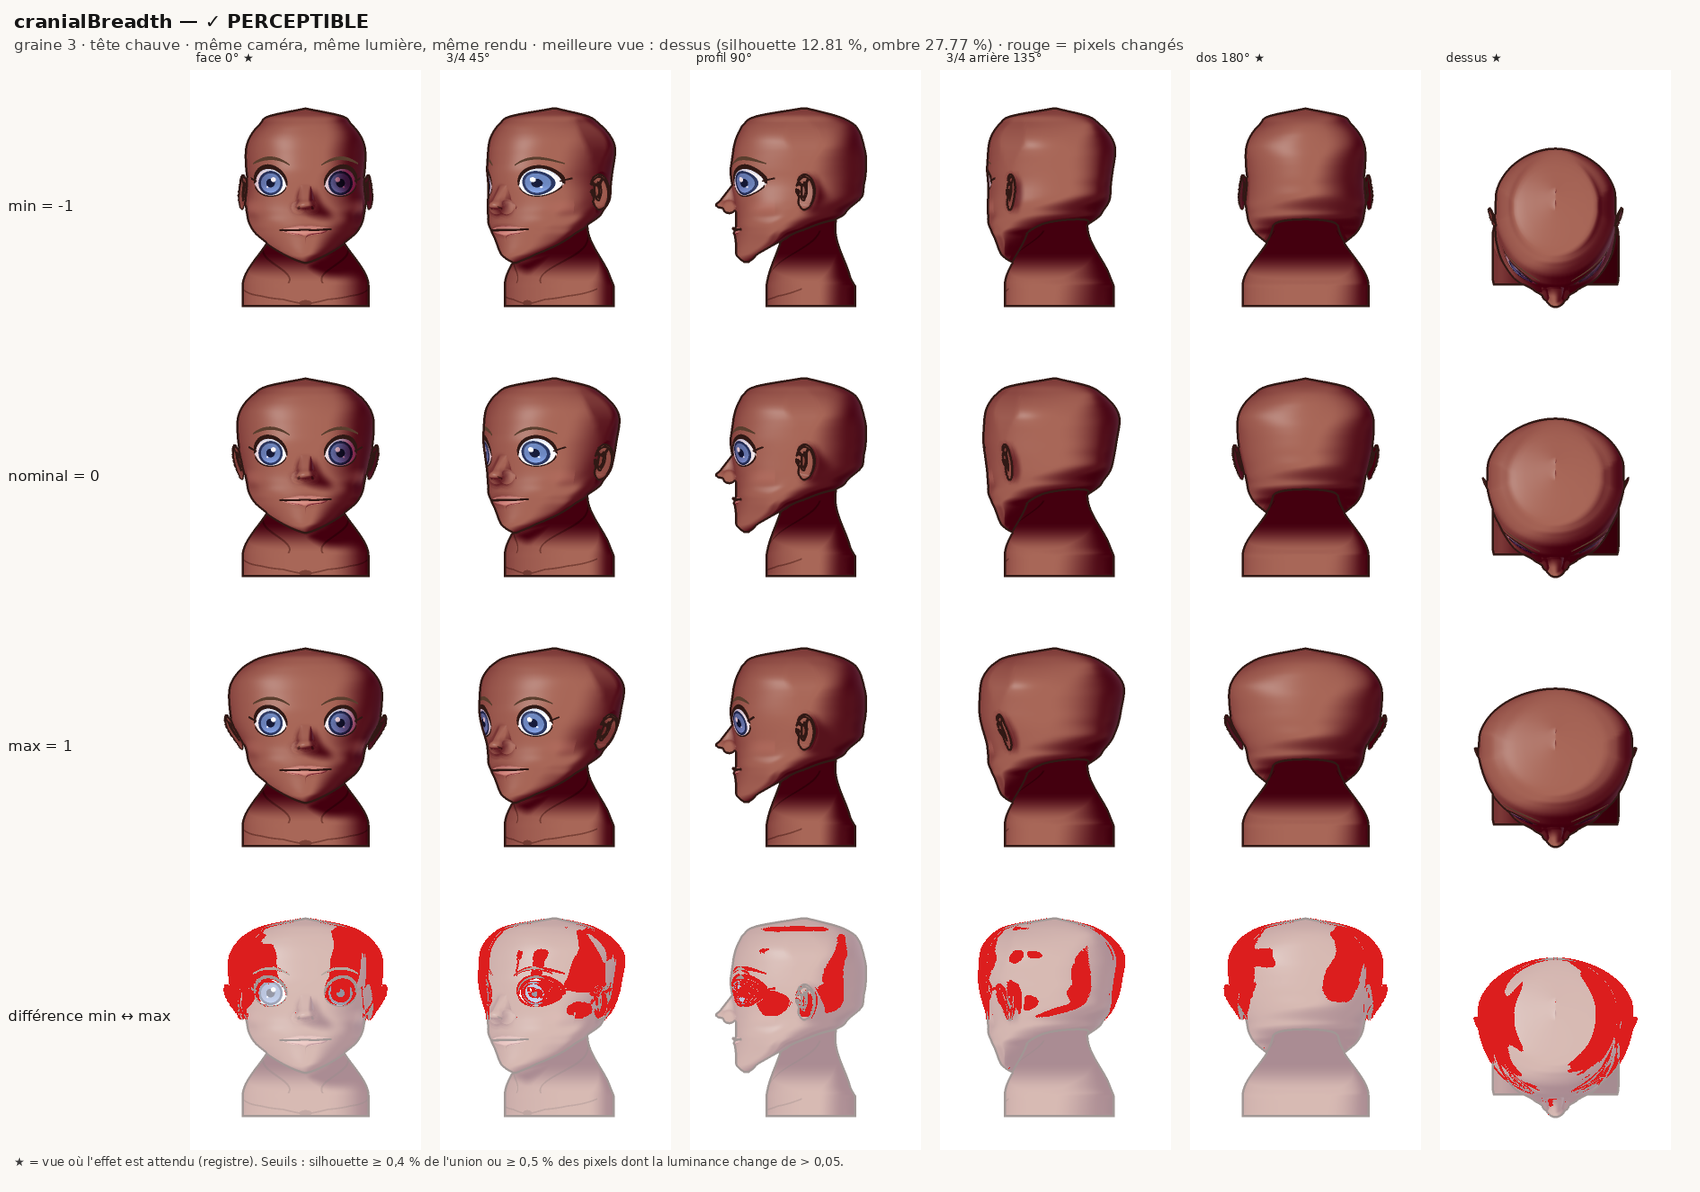 cranialBreadth — ✓ PERCEPTIBLE
graine 3 · tête chauve · même caméra, même lumière, même rendu · meilleure vue : dessus (silhouette 12.81 %, ombre 27.77 %) · rouge = pixels changés
face 0° ★
3/4 45°
profil 90°
3/4 arrière 135°
dos 180° ★
dessus ★
min = -1
nominal = 0
max = 1
différence min ↔ max
★ = vue où l'effet est attendu (registre). Seuils : silhouette ≥ 0,4 % de l'union ou ≥ 0,5 % des pixels dont la luminance change de > 0,05.